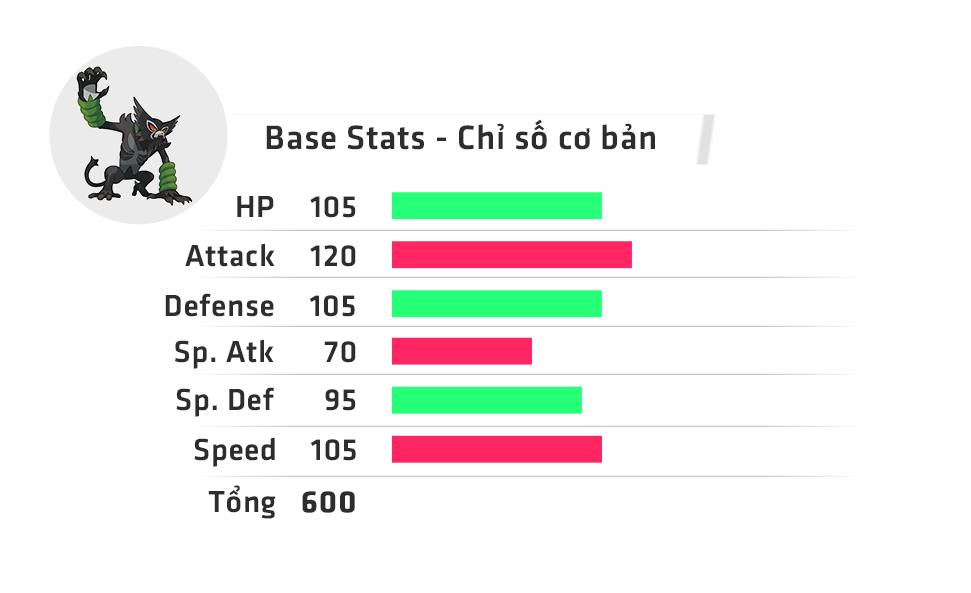 Base Stats - Chỉ số cơ bản
HP 105
Attack 120
Defense 105
Sp. Atk 70
Sp. Def 95
Speed 105
Tổng 600